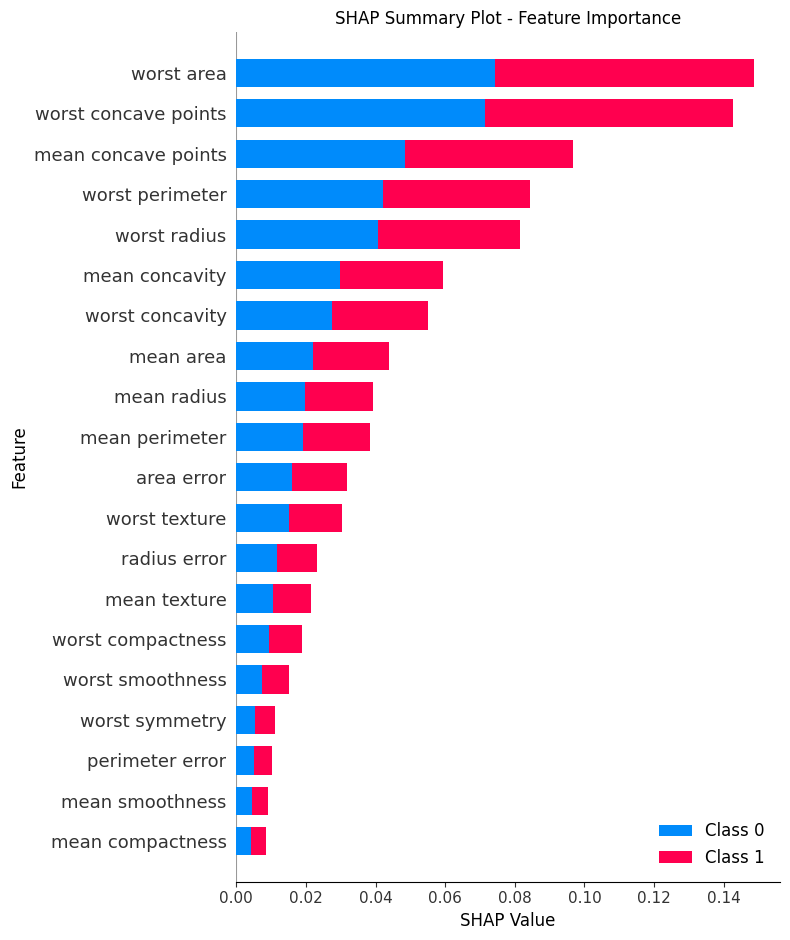 SHAP Summary Plot - Feature Importance
worst area
worst concave points
mean concave points
worst perimeter
worst radius
mean concavity
worst concavity
mean area
mean radius
mean perimeter
area error
worst texture
radius error
mean texture
worst compactness
worst smoothness
worst symmetry
perimeter error
mean smoothness
mean compactness
Feature
Class 0
Class 1
0.00 0.02 0.04 0.06 0.08 0.10 0.12 0.14
SHAP Value